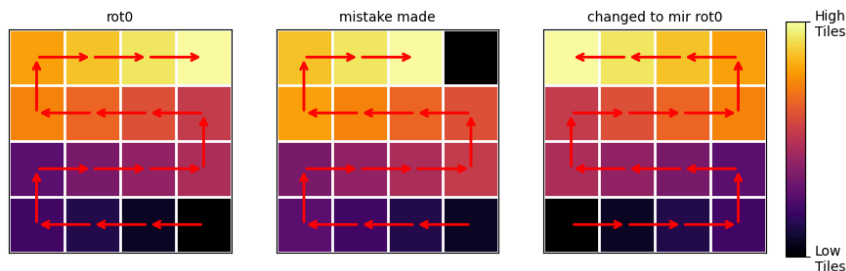 rot0
mistake made
changed to mir rot0
High
Tiles
Low
Tiles